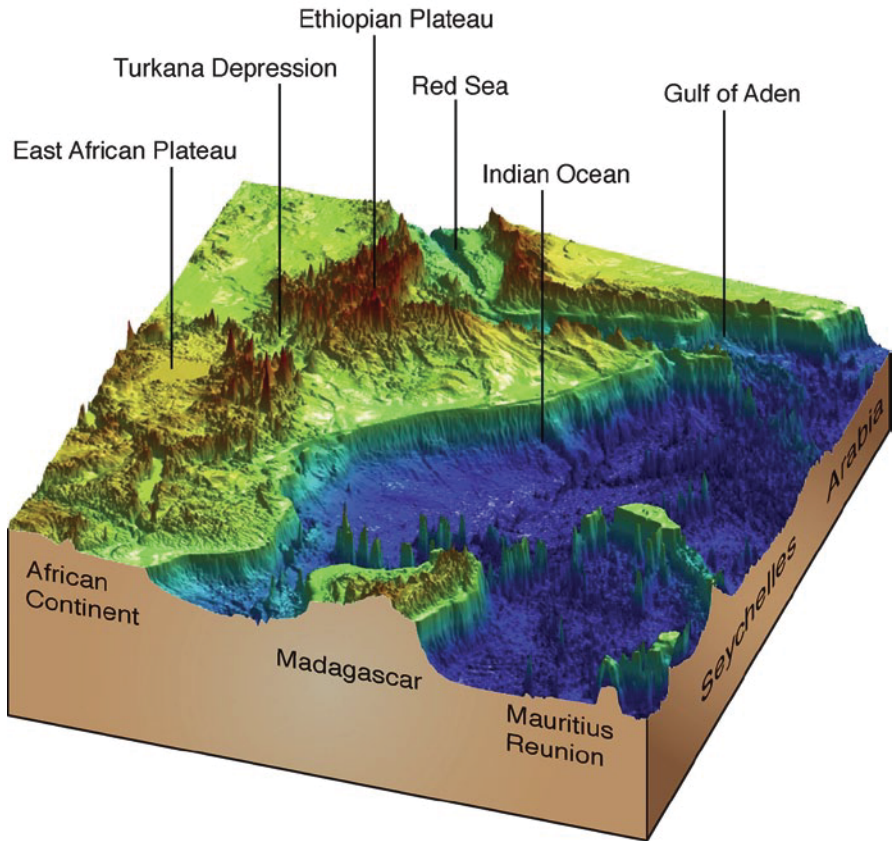 Ethiopian Plateau
Turkana Depression
Red Sea
Gulf of Aden
East African Plateau
Indian Ocean
African
Continent
Madagascar
Mauritius
Reunion
Seychelles
Arabia